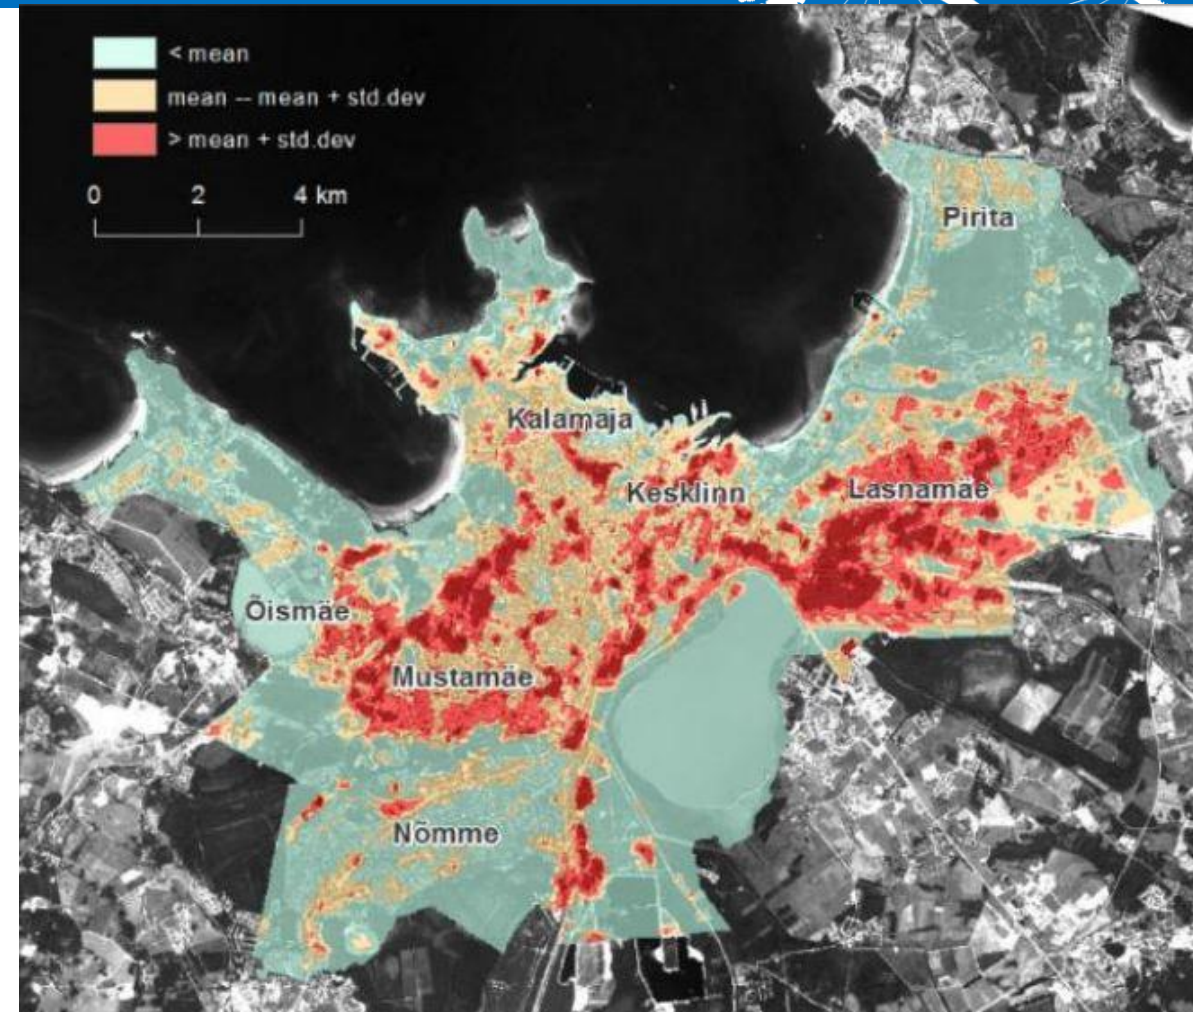 < mean
mean -- mean + std.dev
> mean + std.dev
0 2 4 km
Pirita
Kalamaja
Kesklinn
Lasnamäe
Õismäe
Mustamäe
Nõmme